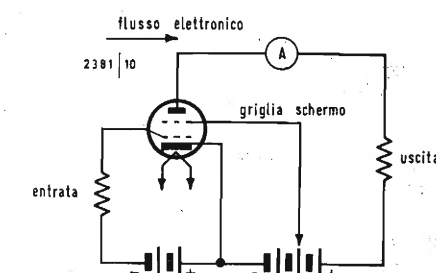 flusso elettronico
2381/10
A
griglia schermo
uscita
entrata
- +
- +